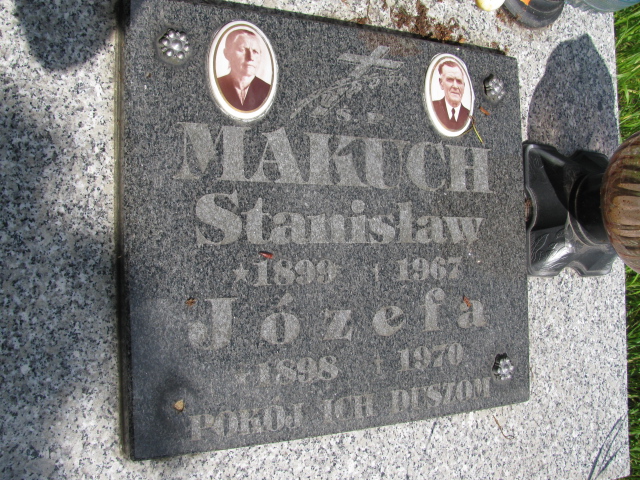 Ś. P.
MAKUCH
Stanisław
★1899 †1967
Józefa
★1898 †1970
POKÓJ ICH DUSZOM